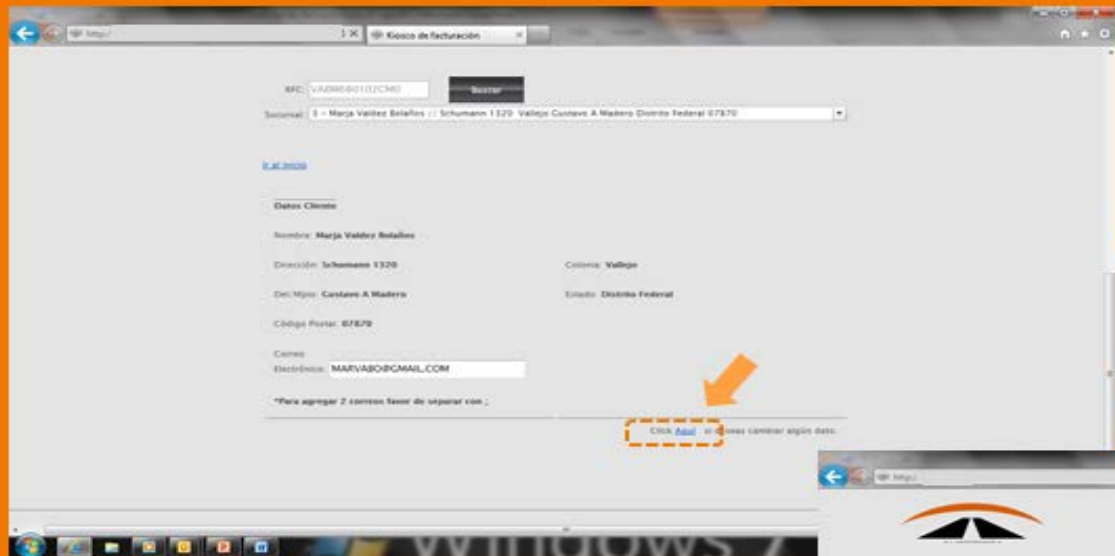 http:/
Kiosco de facturación
RFC:
Buscar
Sucursal: Marja Valdez Bolaños // Schumann 1320 Vallejo Gustavo A Madero Distrito Federal 07870
Ir al inicio
Datos Cliente
Nombre: Marja Valdez Bolaños
Dirección: Schumann 1320 Colonia: Vallejo
Del/Mpio: Gustavo A Madero Estado: Distrito Federal
Código Postal: 07870
Correo
Electrónico: MARVABO@GMAIL.COM
*Para agregar 2 correos favor de separar con ;
Click Aquí si deseas cambiar algún dato.
http:/
Windows 7